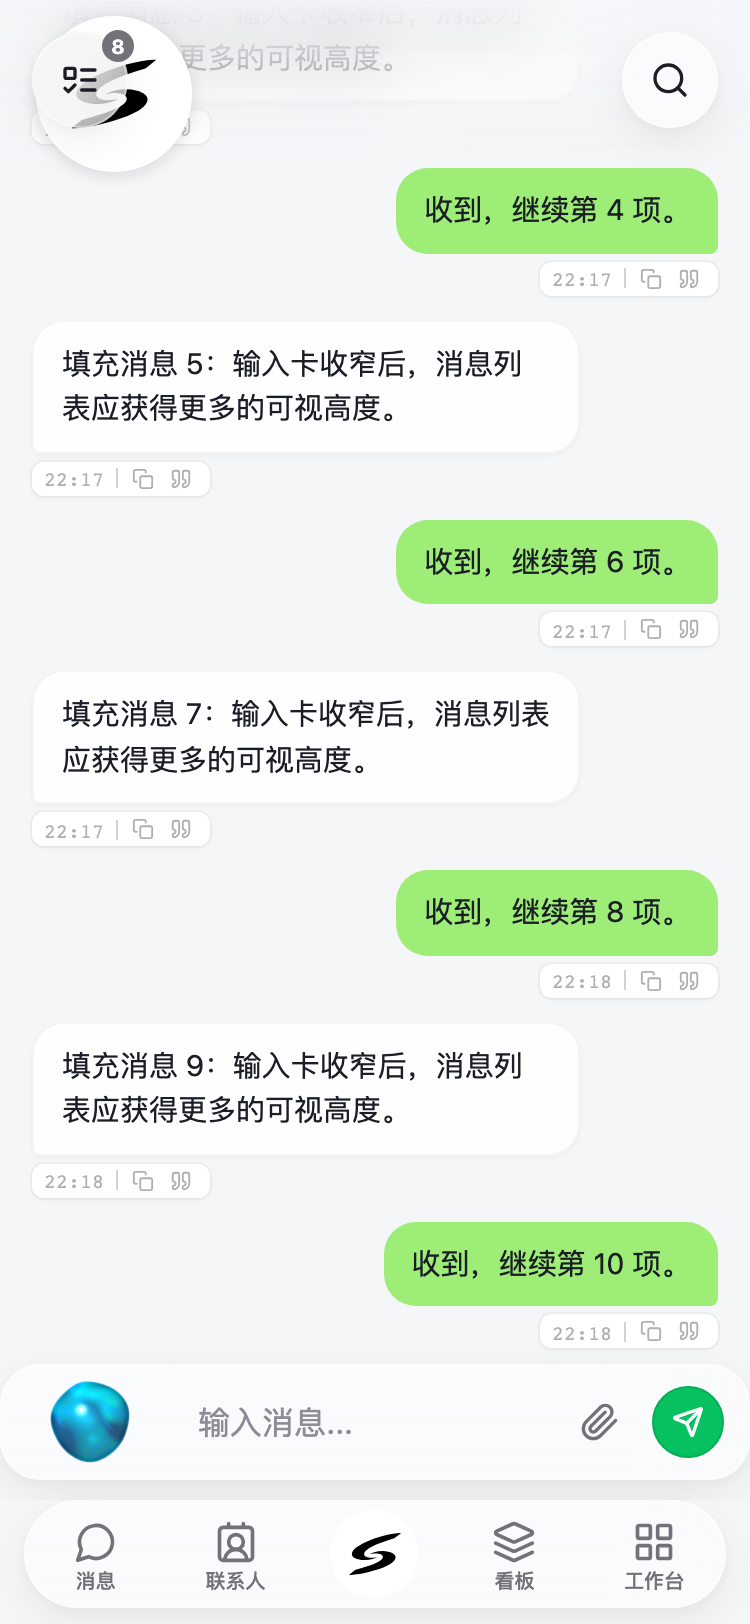 8
更多的可视高度。
收到，继续第 4 项。
22:17
填充消息 5：输入卡收窄后，消息列
表应获得更多的可视高度。
22:17
收到，继续第 6 项。
22:17
填充消息 7：输入卡收窄后，消息列表
应获得更多的可视高度。
22:17
收到，继续第 8 项。
22:18
填充消息 9：输入卡收窄后，消息列
表应获得更多的可视高度。
22:18
收到，继续第 10 项。
22:18
输入消息...
消息
联系人
看板
工作台